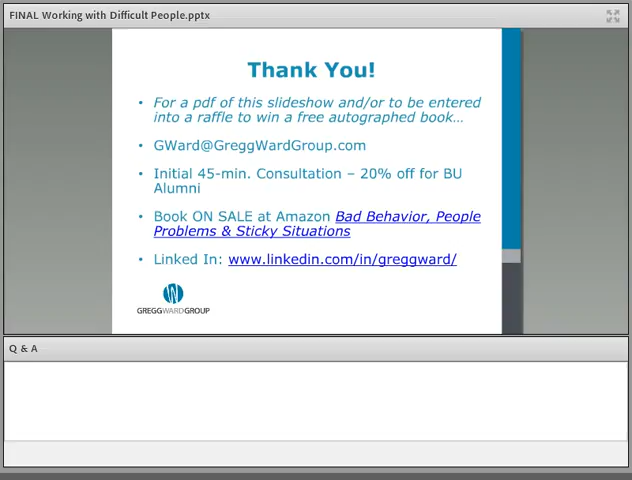 FINAL Working with Difficult People.pptx
Thank You!
• For a pdf of this slideshow and/or to be entered
into a raffle to win a free autographed book…
• GWard@GreggWardGroup.com
• Initial 45-min. Consultation – 20% off for BU
Alumni
• Book ON SALE at Amazon Bad Behavior, People
Problems & Sticky Situations
• Linked In: www.linkedin.com/in/greggward/
GREGGWARDGROUP
Q & A